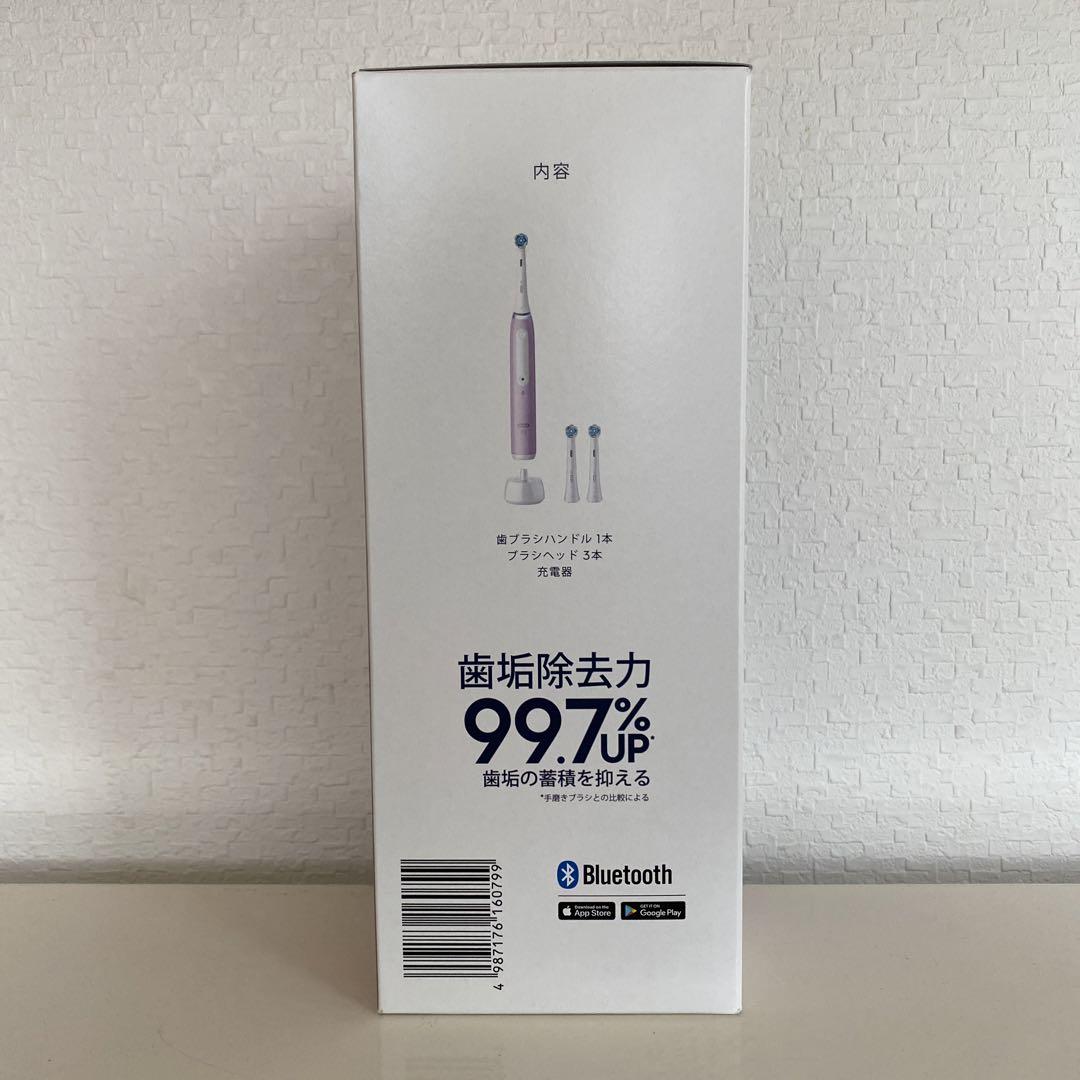 内容
歯ブラシハンドル 1本
ブラシヘッド 3本
充電器
歯垢除去力
99.7%UP*
歯垢の蓄積を抑える
*手磨きブラシとの比較による
Bluetooth
Download on the
App Store
GET IT ON
Google Play
4 987176 160799